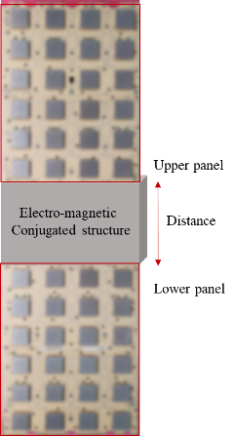 Upper panel
Electro-magnetic
Conjugated structure
Distance
Lower panel